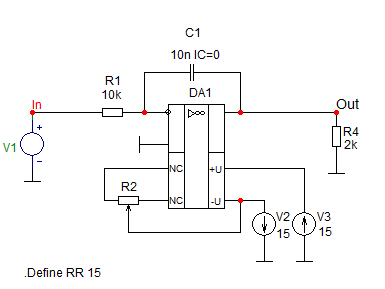 C1
10n IC=0
R1
10k
DA1
In
Out
▷∞
V1
+
-
R4
2k
NC
+U
R2
NC
-U
V2
15
V3
15
.Define RR 15